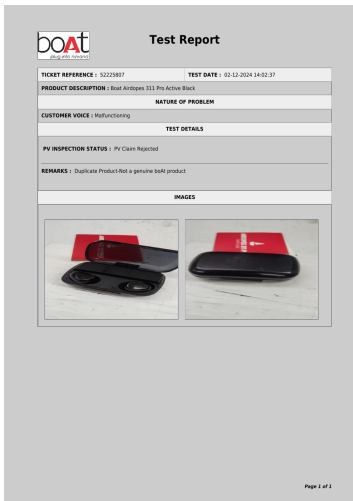 boAt
plug into nirvana
Test Report
TICKET REFERENCE : 52225807
TEST DATE : 02-12-2024 14:02:37
PRODUCT DESCRIPTION : Boat Airdopes 311 Pro Active Black
NATURE OF PROBLEM
CUSTOMER VOICE : Malfunctioning
TEST DETAILS
PV INSPECTION STATUS : PV Claim Rejected
REMARKS : Duplicate Product-Not a genuine boAt product
IMAGES
Page 1 of 1